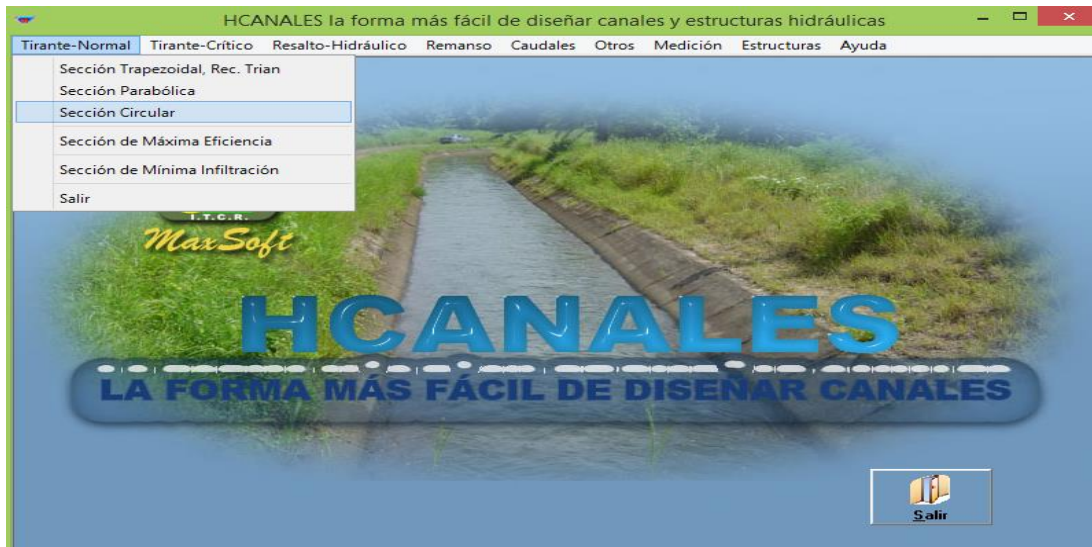 HCANALES la forma más fácil de diseñar canales y estructuras hidráulicas
Tirante-Normal Tirante-Crítico Resalto-Hidráulico Remanso Caudales Otros Medición Estructuras Ayuda
Sección Trapezoidal, Rec. Trian
Sección Parabólica
Sección Circular
Sección de Máxima Eficiencia
Sección de Mínima Infiltración
Salir
I.T.C.R.
MaxSoft
HCANALES
LA FORMA MÁS FÁCIL DE DISEÑAR CANALES
Salir